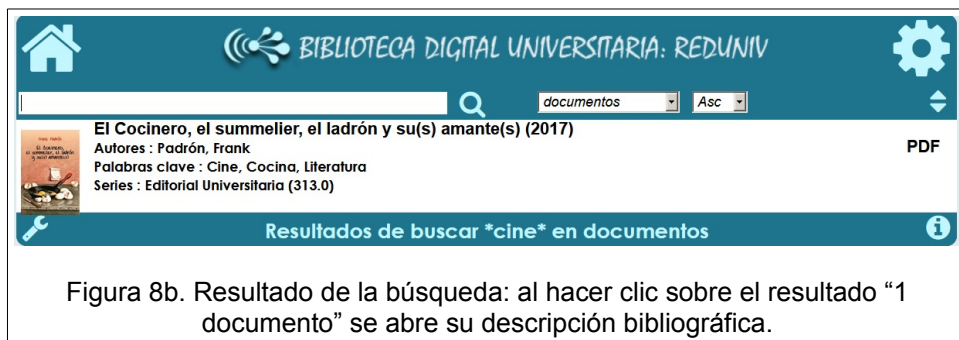 BIBLIOTECA DIGITAL UNIVERSITARIA: REDUNIV
documentos
Asc
El Cocinero, el summelier, el ladrón y su(s) amante(s) (2017)
Autores : Padrón, Frank
PDF
Palabras clave : Cine, Cocina, Literatura
Series : Editorial Universitaria (313.0)
Resultados de buscar *cine* en documentos
Figura 8b. Resultado de la búsqueda: al hacer clic sobre el resultado “1
documento” se abre su descripción bibliográfica.